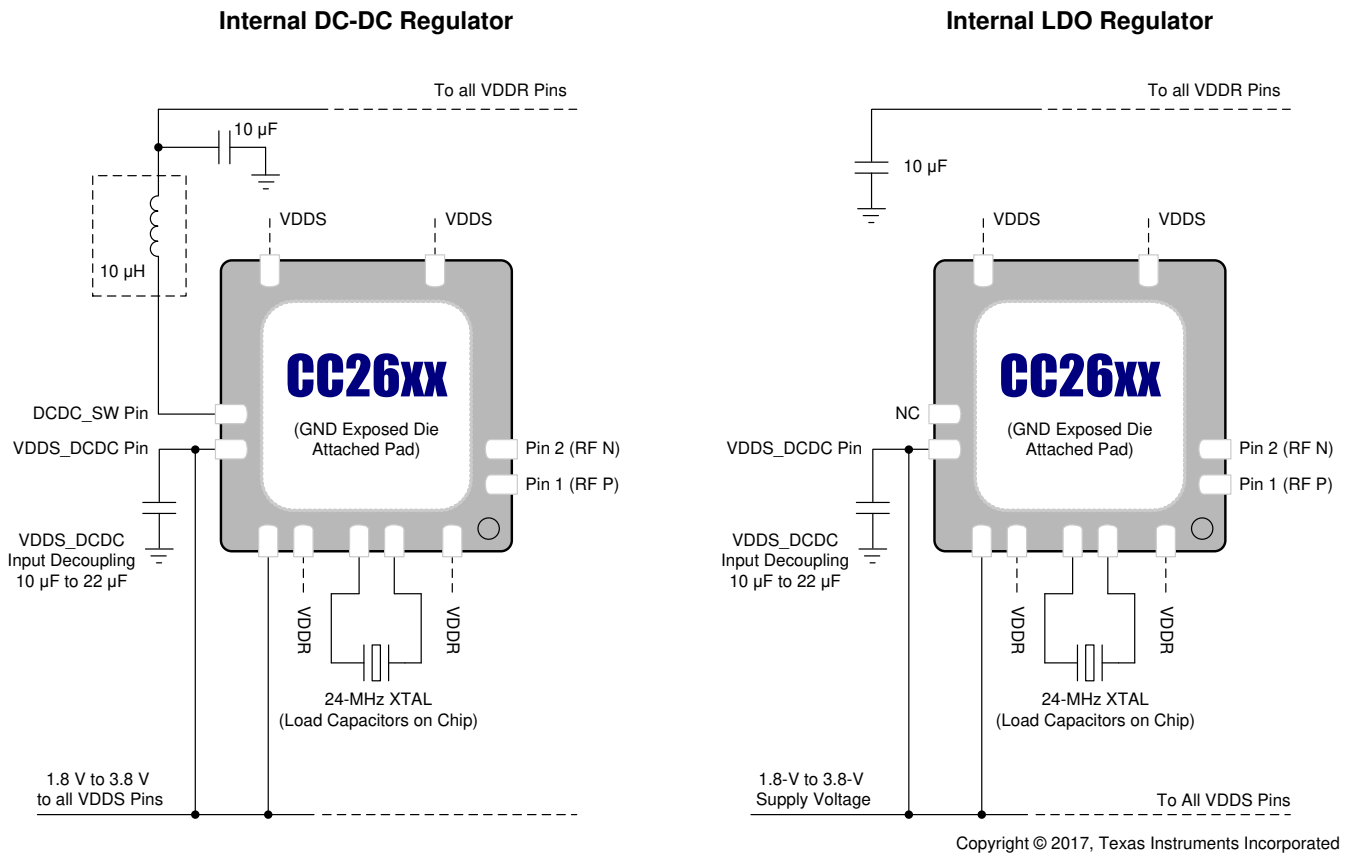 Internal DC-DC Regulator
To all VDDR Pins
10 µF
10 µH
VDDS
VDDS
CC26xx
(GND Exposed Die
Attached Pad)
DCDC_SW Pin
VDDS_DCDC Pin
Pin 2 (RF N)
Pin 1 (RF P)
VDDS_DCDC
Input Decoupling
10 µF to 22 µF
VDDR
VDDR
24-MHz XTAL
(Load Capacitors on Chip)
1.8 V to 3.8 V
to all VDDS Pins
Internal LDO Regulator
To all VDDR Pins
10 µF
VDDS
VDDS
CC26xx
(GND Exposed Die
Attached Pad)
NC
VDDS_DCDC Pin
Pin 2 (RF N)
Pin 1 (RF P)
VDDS_DCDC
Input Decoupling
10 µF to 22 µF
VDDR
VDDR
24-MHz XTAL
(Load Capacitors on Chip)
1.8-V to 3.8-V
Supply Voltage
To All VDDS Pins
Copyright © 2017, Texas Instruments Incorporated